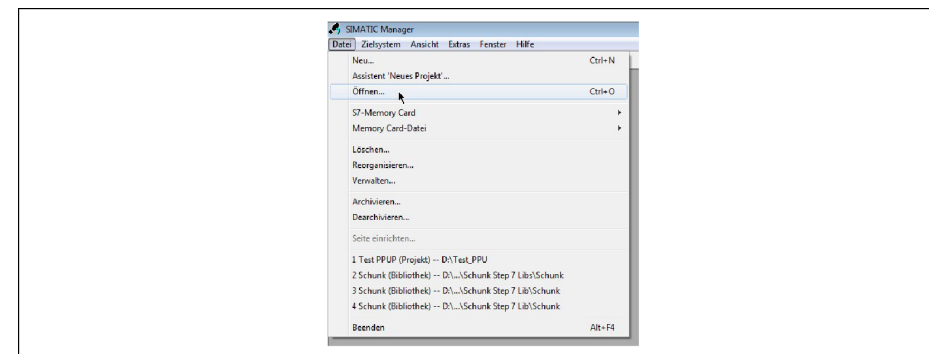 SIMATIC Manager
Datei Zielsystem Ansicht Extras Fenster Hilfe
Neu... Ctrl+N
Assistent 'Neues Projekt'...
Öffnen... Ctrl+O
S7-Memory Card
Memory Card-Datei
Löschen...
Reorganisieren...
Verwalten...
Archivieren...
Dearchivieren...
Seite einrichten...
1 Test PPUP (Projekt) -- D:\Test_PPU
2 Schunk (Bibliothek) -- D:\...\Schunk Step 7 Libs\Schunk
3 Schunk (Bibliothek) -- D:\...\Schunk Step 7 Lib\Schunk
4 Schunk (Bibliothek) -- D:\...\Schunk Step 7 Lib\Schunk
Beenden Alt+F4